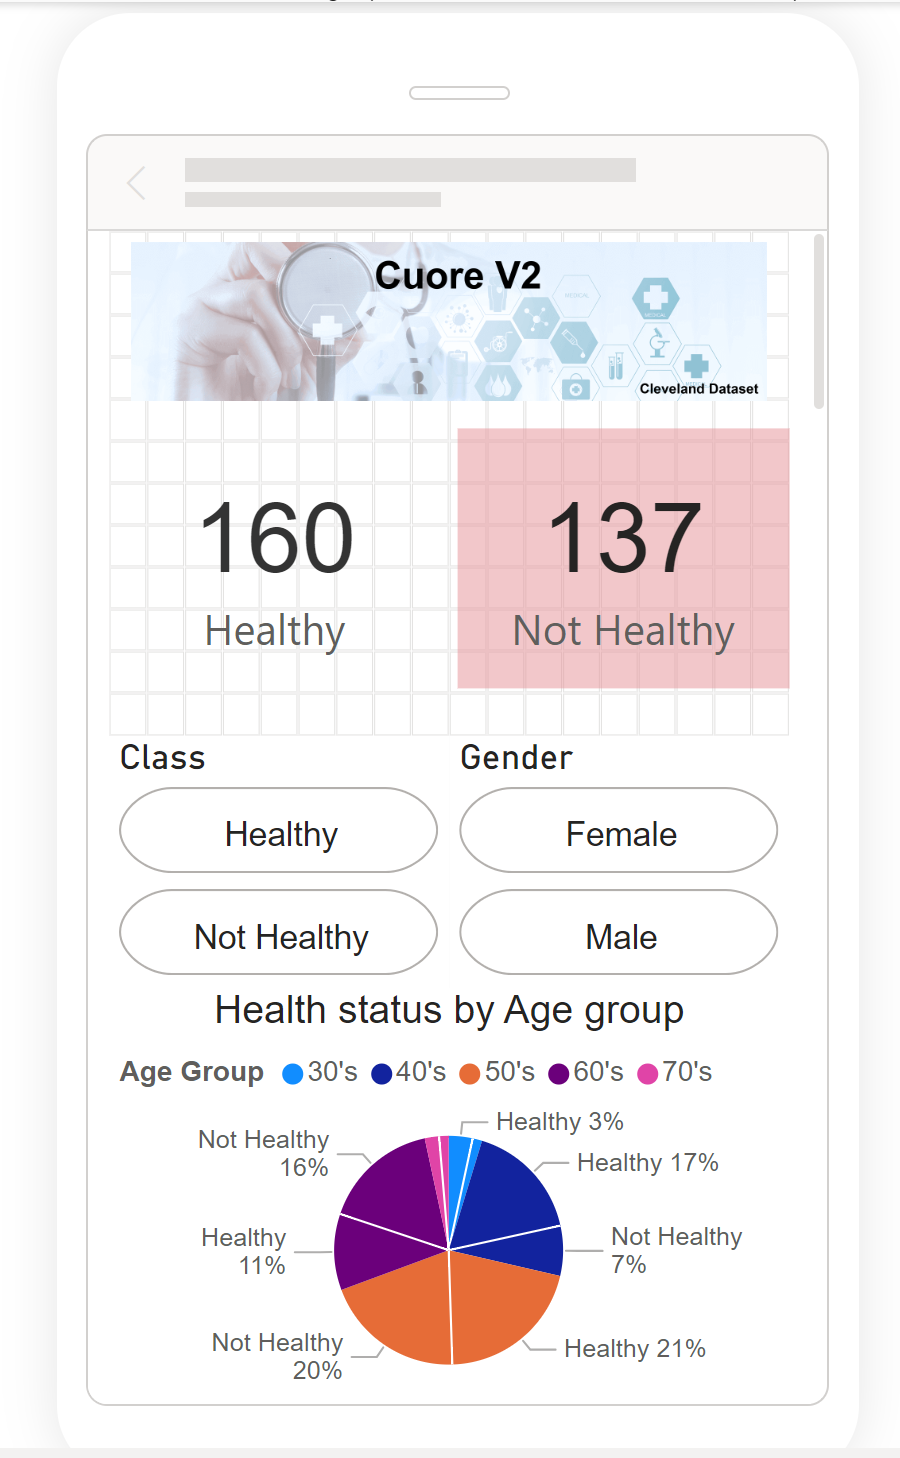 Cuore V2
MEDICAL
MEDICAL
Cleveland Dataset
160
137
Healthy
Not Healthy
Class
Gender
Healthy
Female
Not Healthy
Male
Health status by Age group
Age Group 30's 40's 50's 60's 70's
Healthy 3%
Not Healthy
16%
Healthy 17%
Healthy
11%
Not Healthy
7%
Not Healthy
20%
Healthy 21%